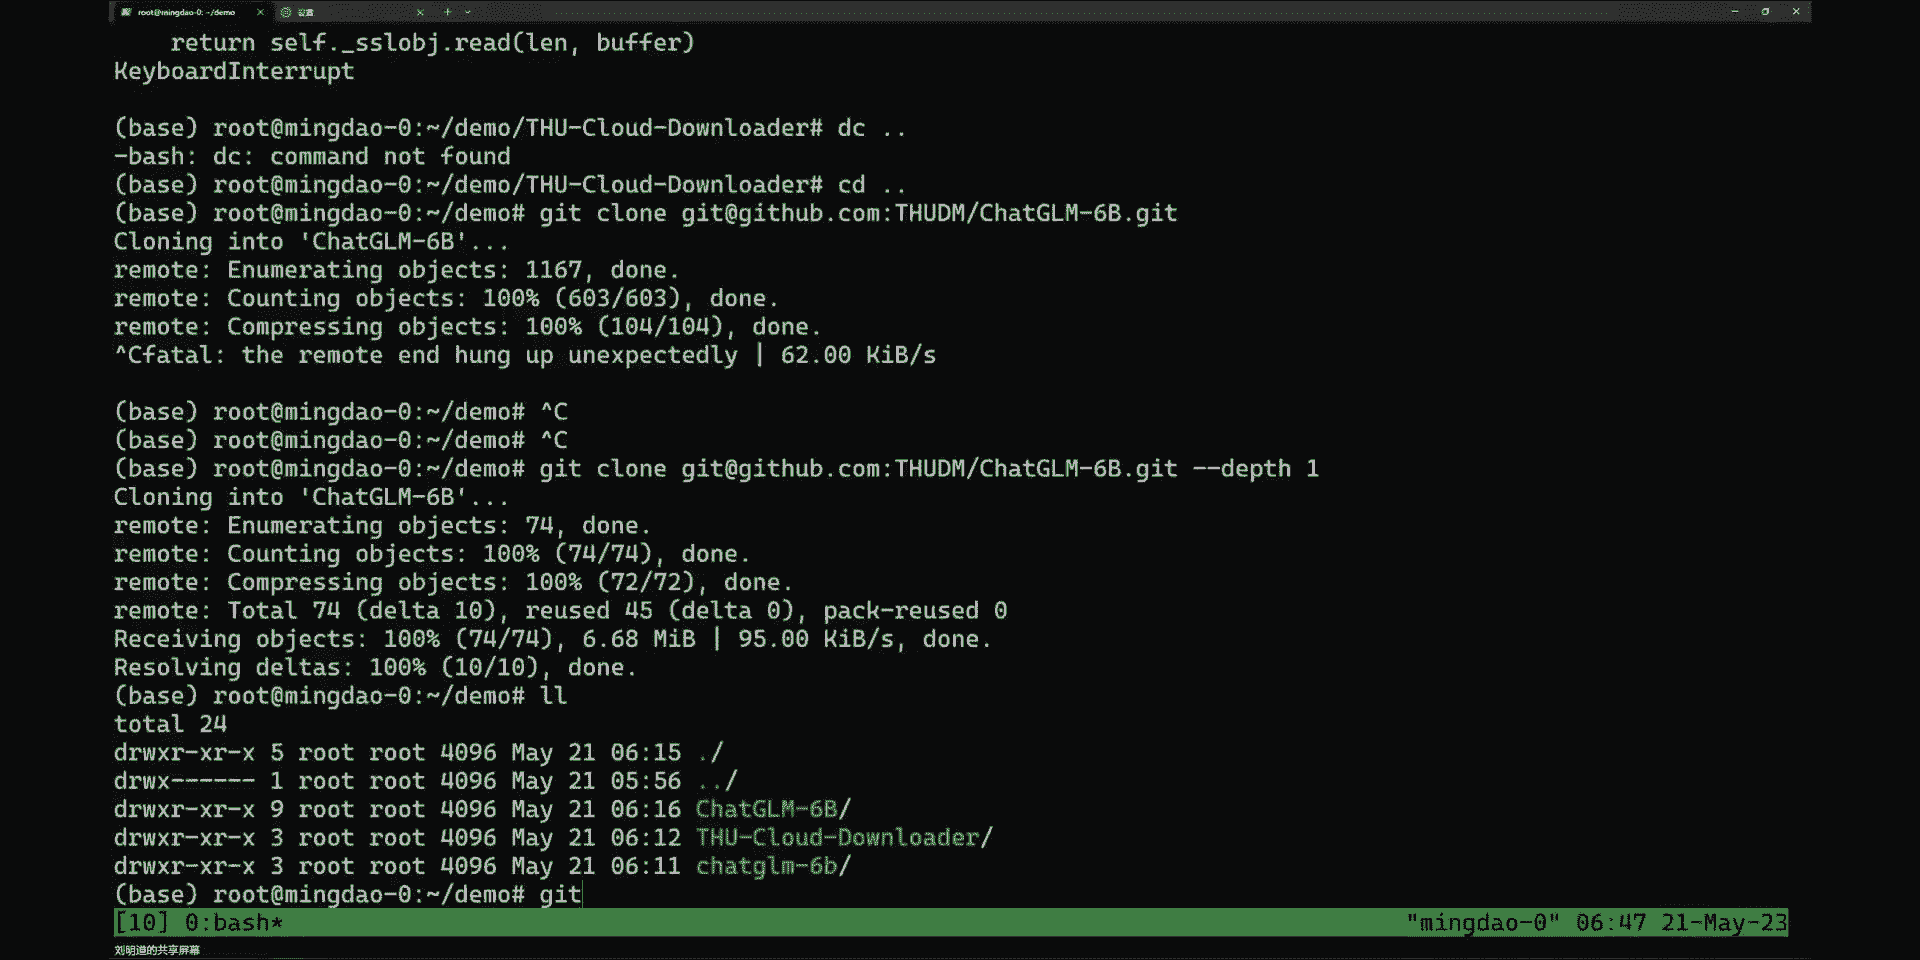 root@mingdao-0: ~/demo
设置
    return self._sslobj.read(len, buffer)
KeyboardInterrupt
(base) root@mingdao-0:~/demo/THU-Cloud-Downloader# dc ..
-bash: dc: command not found
(base) root@mingdao-0:~/demo/THU-Cloud-Downloader# cd ..
(base) root@mingdao-0:~/demo# git clone git@github.com:THUDM/ChatGLM-6B.git
Cloning into 'ChatGLM-6B'...
remote: Enumerating objects: 1167, done.
remote: Counting objects: 100% (603/603), done.
remote: Compressing objects: 100% (104/104), done.
^Cfatal: the remote end hung up unexpectedly | 62.00 KiB/s
(base) root@mingdao-0:~/demo# ^C
(base) root@mingdao-0:~/demo# ^C
(base) root@mingdao-0:~/demo# git clone git@github.com:THUDM/ChatGLM-6B.git --depth 1
Cloning into 'ChatGLM-6B'...
remote: Enumerating objects: 74, done.
remote: Counting objects: 100% (74/74), done.
remote: Compressing objects: 100% (72/72), done.
remote: Total 74 (delta 10), reused 45 (delta 0), pack-reused 0
Receiving objects: 100% (74/74), 6.68 MiB | 95.00 KiB/s, done.
Resolving deltas: 100% (10/10), done.
(base) root@mingdao-0:~/demo# ll
total 24
drwxr-xr-x 5 root root 4096 May 21 06:15 ./
drwx------ 1 root root 4096 May 21 05:56 ../
drwxr-xr-x 9 root root 4096 May 21 06:16 ChatGLM-6B/
drwxr-xr-x 3 root root 4096 May 21 06:12 THU-Cloud-Downloader/
drwxr-xr-x 3 root root 4096 May 21 06:11 chatglm-6b/
(base) root@mingdao-0:~/demo# git
[10] 0:bash* "mingdao-0" 06:47 21-May-23
刘明道的共享屏幕